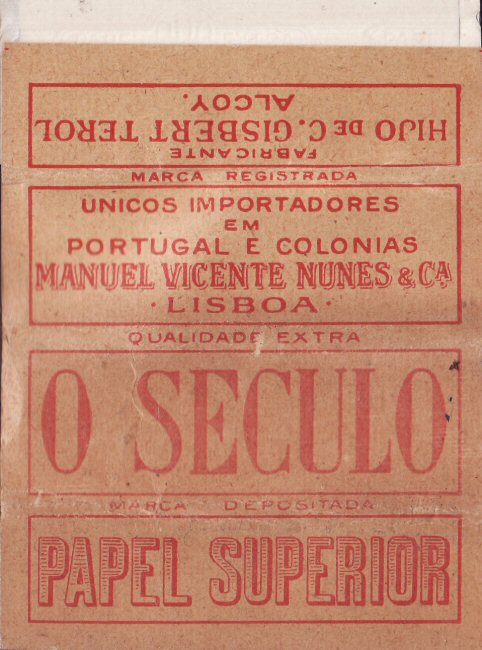 FABRICANTE
HIJO DE C. GISBERT TEROL
ALCOY.
MARCA REGISTRADA
UNICOS IMPORTADORES
EM
PORTUGAL E COLONIAS
MANUEL VICENTE NUNES & CA
· LISBOA ·
QUALIDADE EXTRA
O SECULO
MARCA DEPOSITADA
PAPEL SUPERIOR